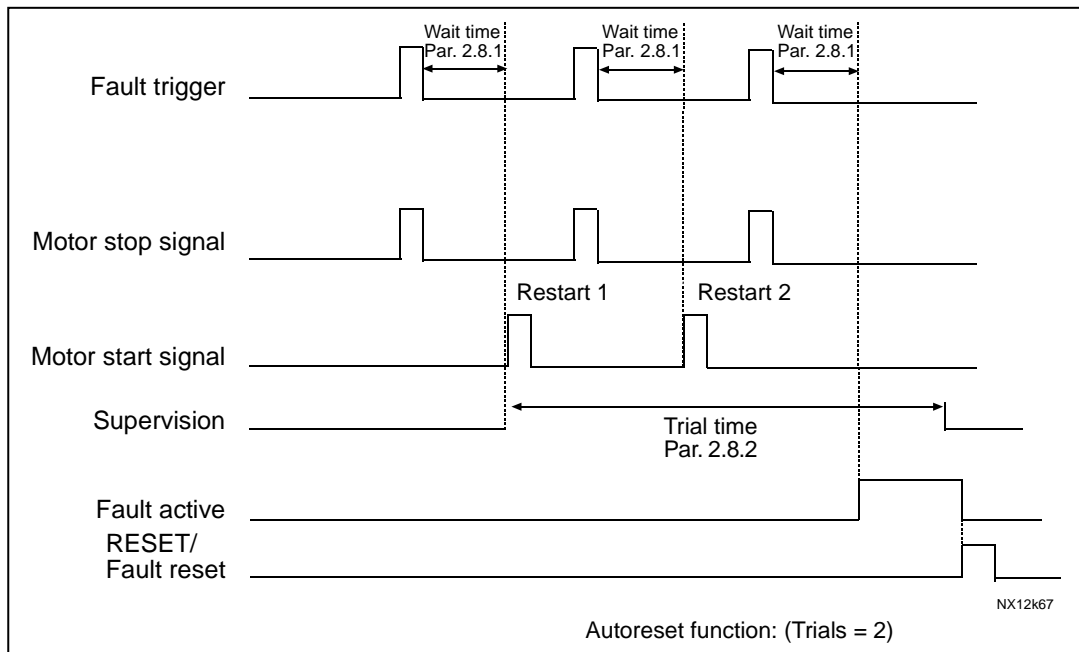 Wait time
Par. 2.8.1
Wait time
Par. 2.8.1
Wait time
Par. 2.8.1
Fault trigger
Motor stop signal
Restart 1
Restart 2
Motor start signal
Supervision
Trial time
Par. 2.8.2
Fault active
RESET/
Fault reset
NX12k67
Autoreset function: (Trials = 2)